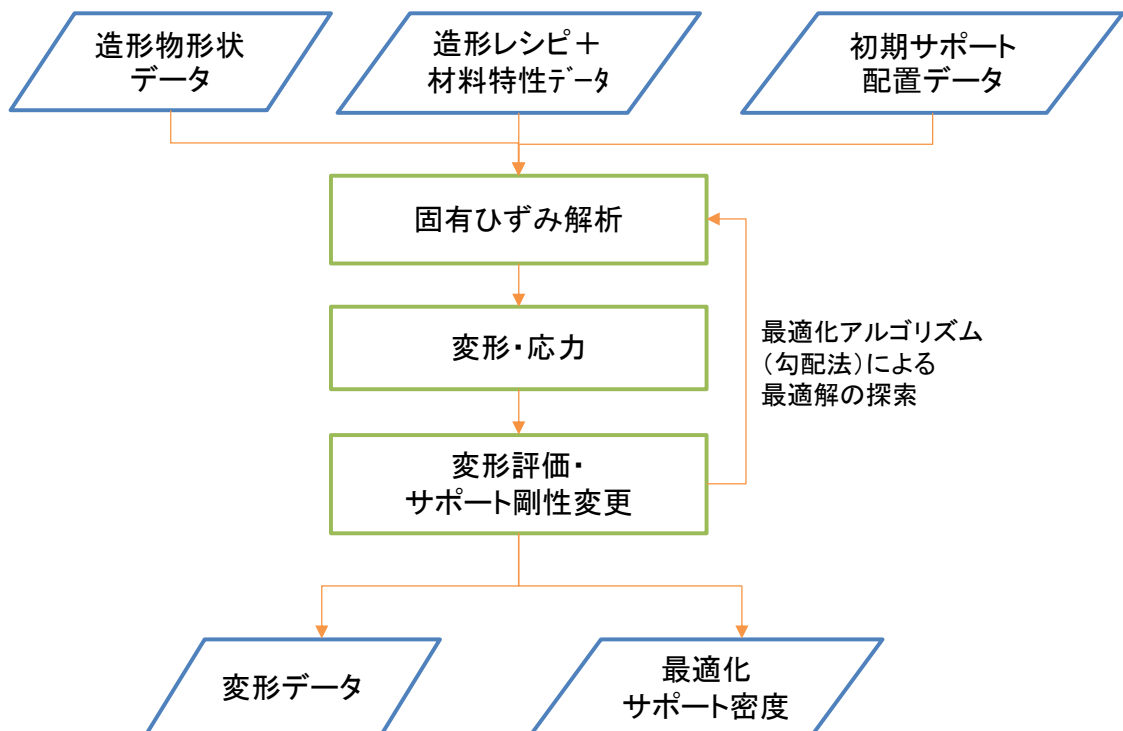 造形物形状
データ
造形レシピ＋
材料特性ﾃﾞｰﾀ
初期サポート
配置データ
固有ひずみ解析
変形・応力
最適化アルゴリズム
（勾配法）による
最適解の探索
変形評価・
サポート剛性変更
変形データ
最適化
サポート密度